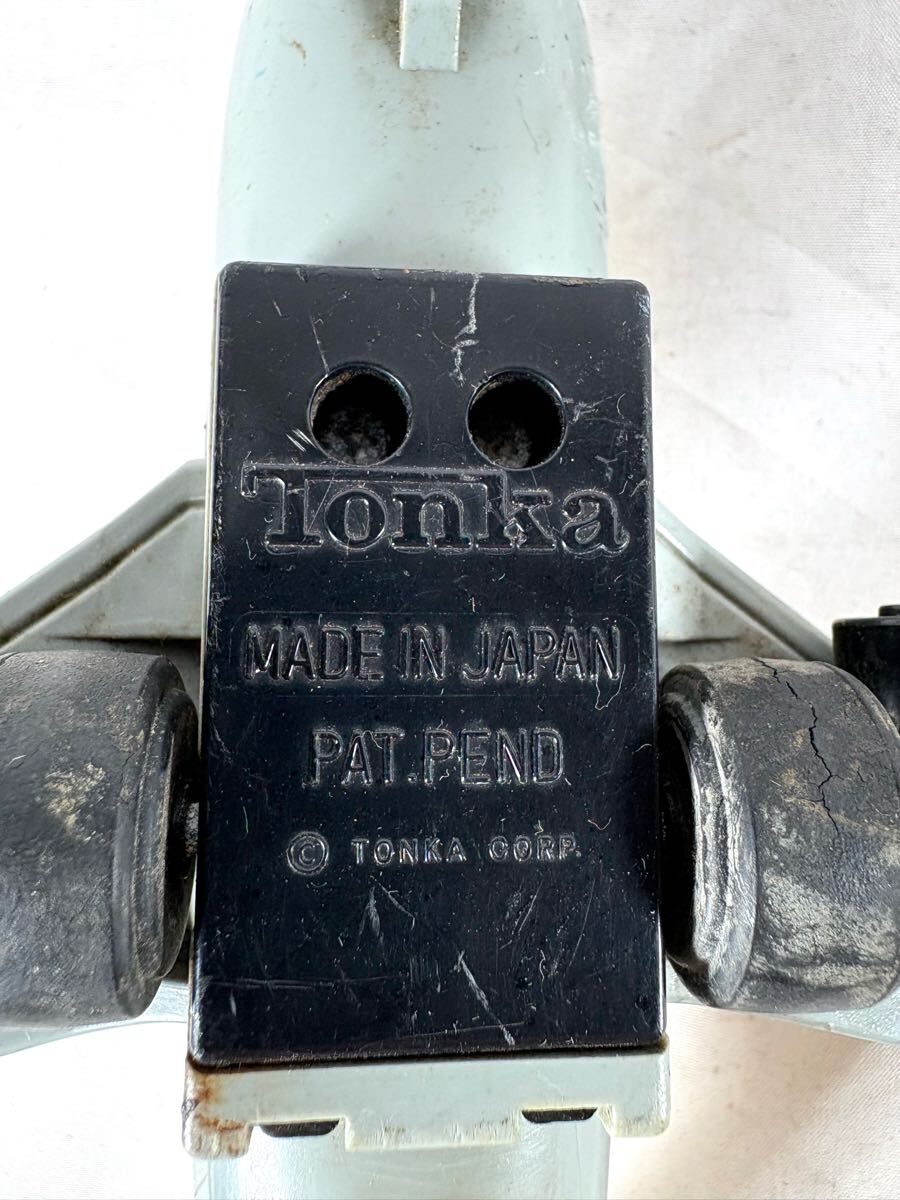 Tonka
MADE IN JAPAN
PAT.PEND
© TONKA CORP.